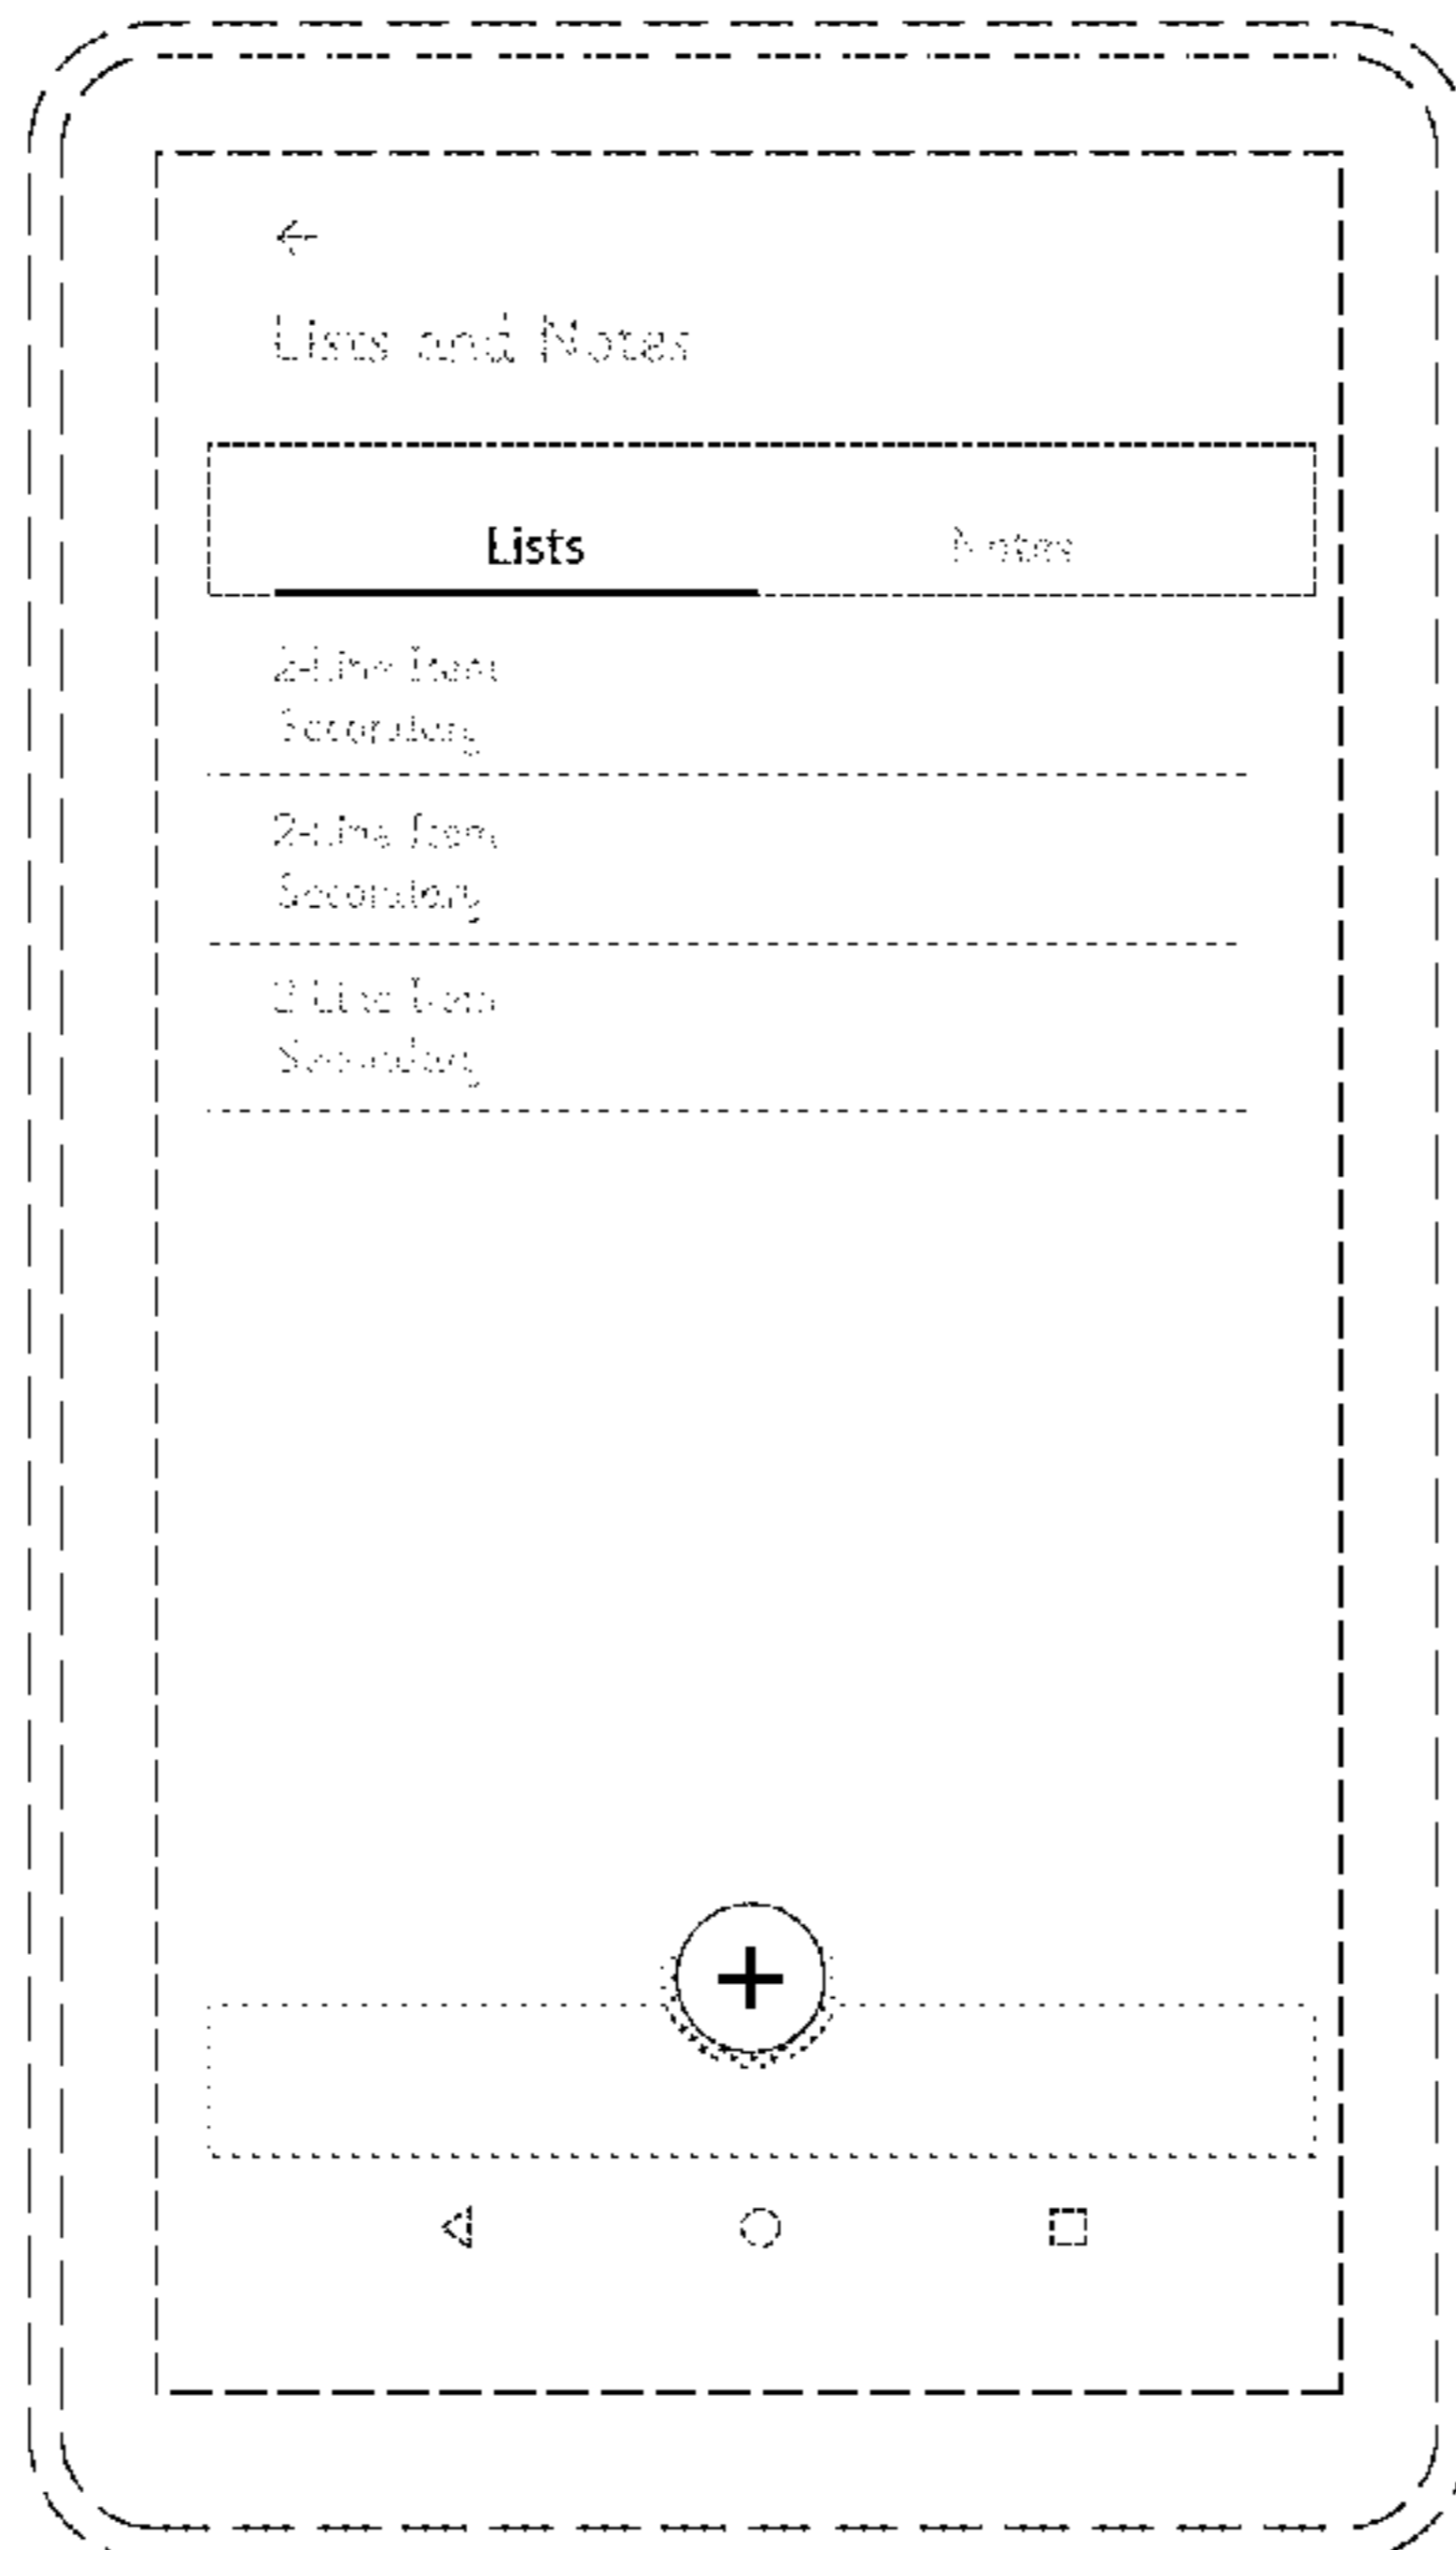 Lists and Notes
Lists Notes
2-Line Item
Secondary
2-Line Item
Secondary
2-Line Item
Secondary